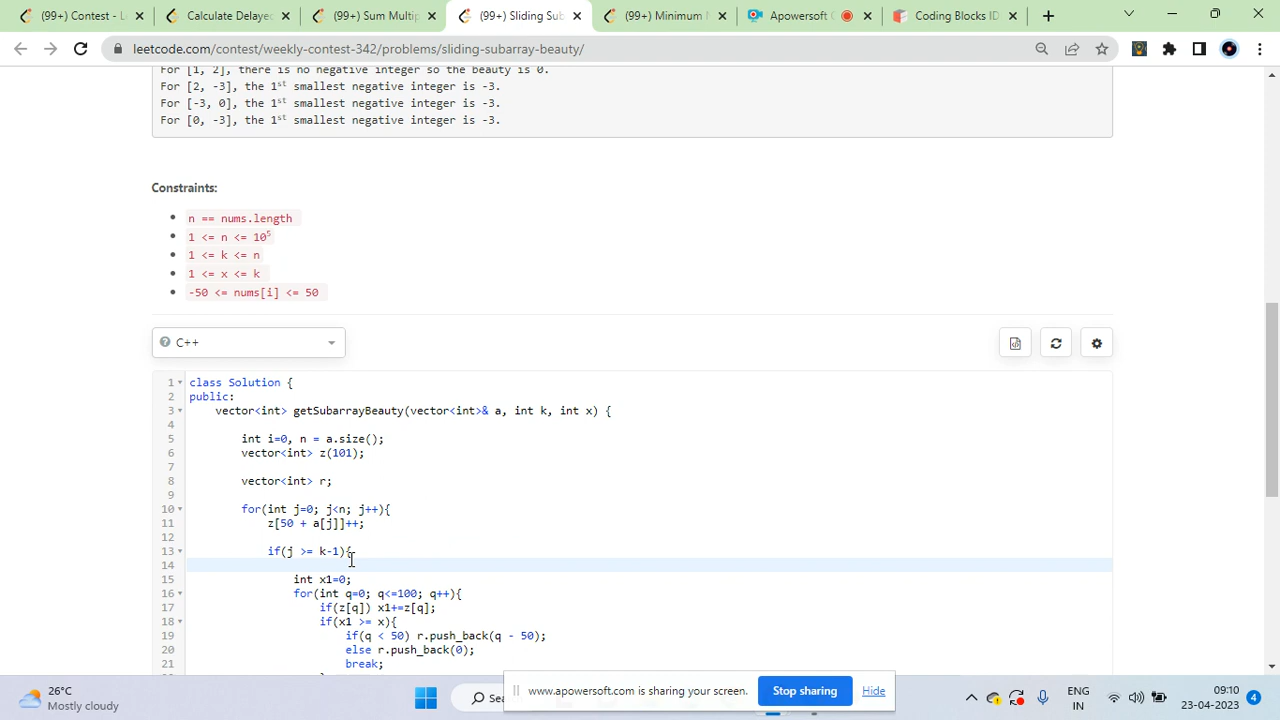 (99+) Contest - L
Calculate Delayed
(99+) Sum Multip
(99+) Sliding Sub
(99+) Minimum N
Apowersoft
Coding Blocks ID
leetcode.com/contest/weekly-contest-342/problems/sliding-subarray-beauty/
For [1, 2], there is no negative integer so the beauty is 0.
For [2, -3], the 1st smallest negative integer is -3.
For [-3, 0], the 1st smallest negative integer is -3.
For [0, -3], the 1st smallest negative integer is -3.
Constraints:
n == nums.length
1 <= n <= 10^5
1 <= k <= n
1 <= x <= k
-50 <= nums[i] <= 50
C++
1 class Solution {
2 public:
3 vector<int> getSubarrayBeauty(vector<int>& a, int k, int x) {
4
5 int i=0, n = a.size();
6 vector<int> z(101);
7
8 vector<int> r;
9
10 for(int j=0; j<n; j++){
11 z[50 + a[j]]++;
12
13 if(j >= k-1){
14
15 int x1=0;
16 for(int q=0; q<=100; q++){
17 if(z[q]) x1+=z[q];
18 if(x1 >= x){
19 if(q < 50) r.push_back(q - 50);
20 else r.push_back(0);
21 break;
www.apowersoft.com is sharing your screen.
Stop sharing
Hide
26°C
Mostly cloudy
Sea
ENG
IN
09:10
23-04-2023
4